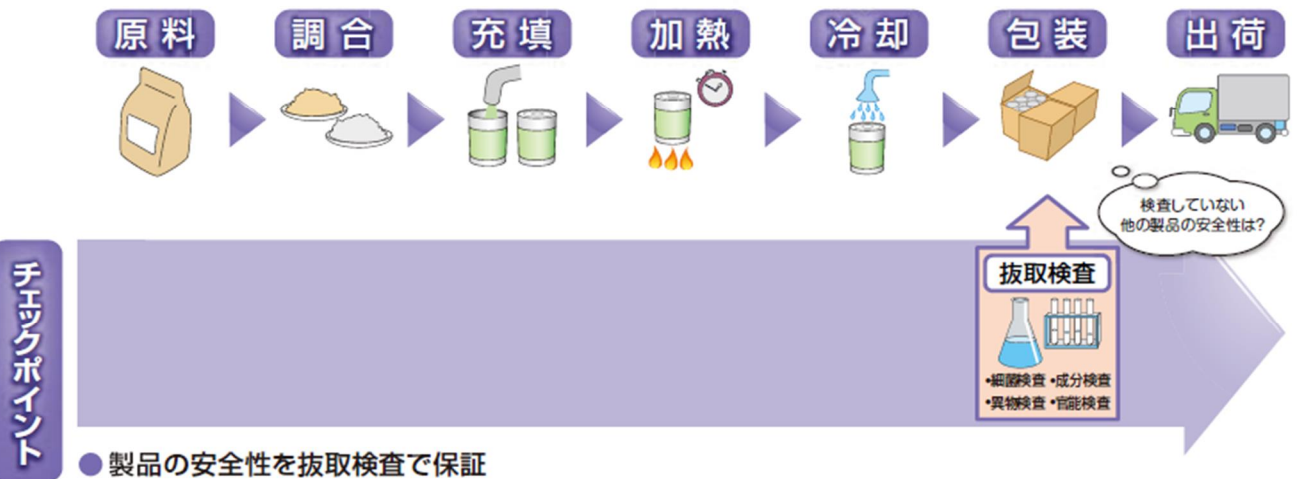 原料
調合
充填
加熱
冷却
包装
出荷
検査していない
他の製品の安全性は?
チェックポイント
抜取検査
•細菌検査 •成分検査
•異物検査 •官能検査
●製品の安全性を抜取検査で保証